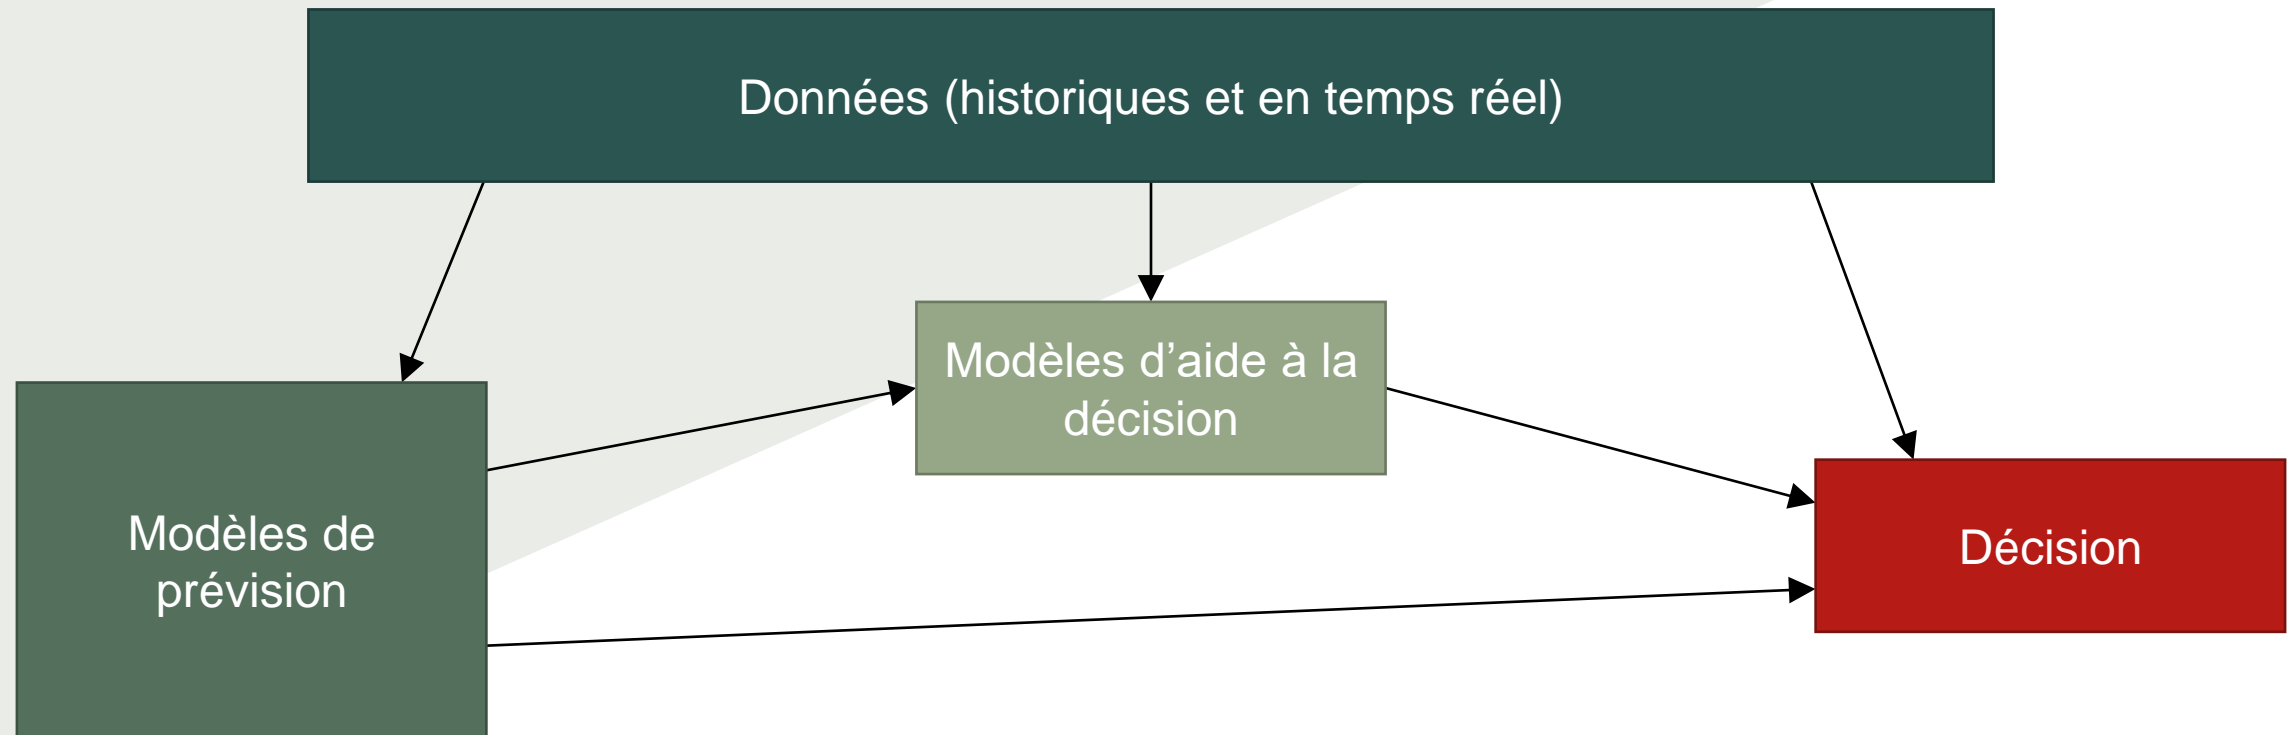 Données (historiques et en temps réel)
Modèles d’aide à la
décision
Modèles de
prévision
Décision